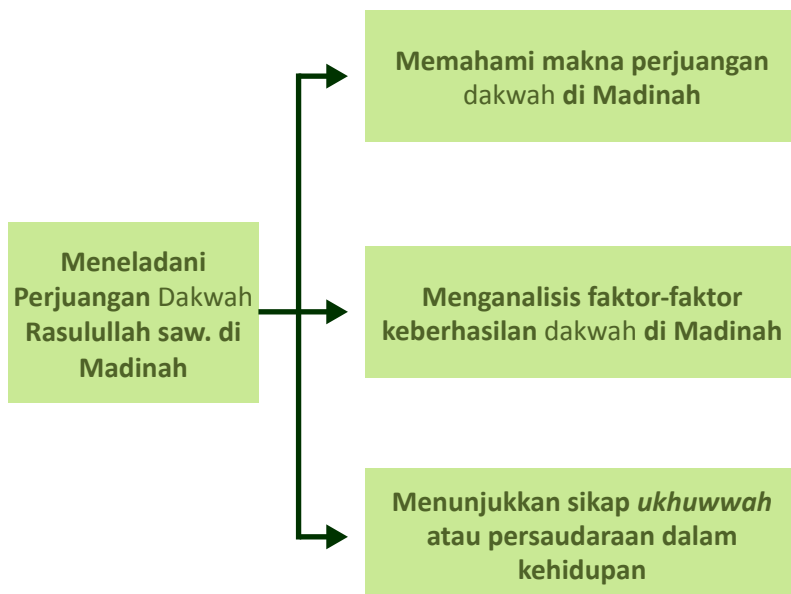 Meneladani
Perjuangan Dakwah
Rasulullah saw. di
Madinah
Memahami makna perjuangan
dakwah di Madinah
Menganalisis faktor-faktor
keberhasilan dakwah di Madinah
Menunjukkan sikap ukhuwwah
atau persaudaraan dalam
kehidupan